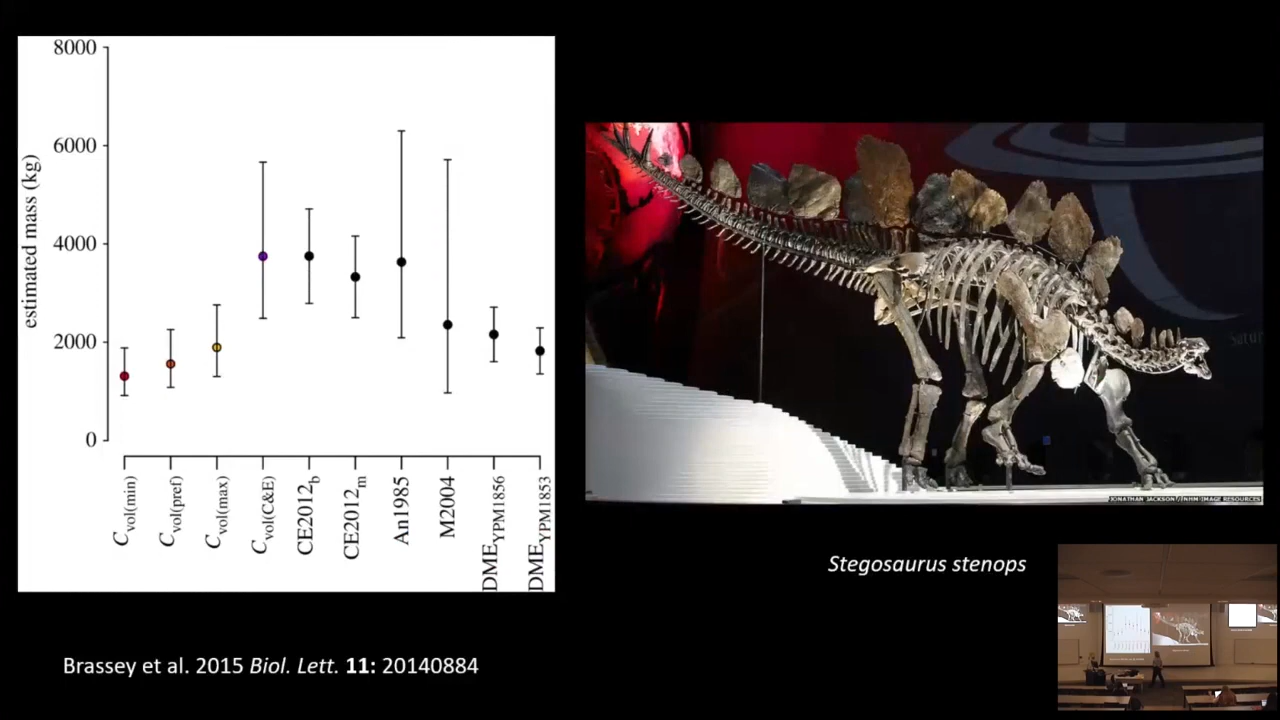 8000
6000
4000
2000
0
estimated mass (kg)
Cvol(min)
Cvol(pref)
Cvol(max)
Cvol(C&E)
CE2012b
CE2012m
An1985
M2004
DMEYPM1856
DMEYPM1853
Satur
JONATHAN JACKSON / NHM IMAGE RESOURCES
Stegosaurus stenops
Brassey et al. 2015 Biol. Lett. 11: 20140884